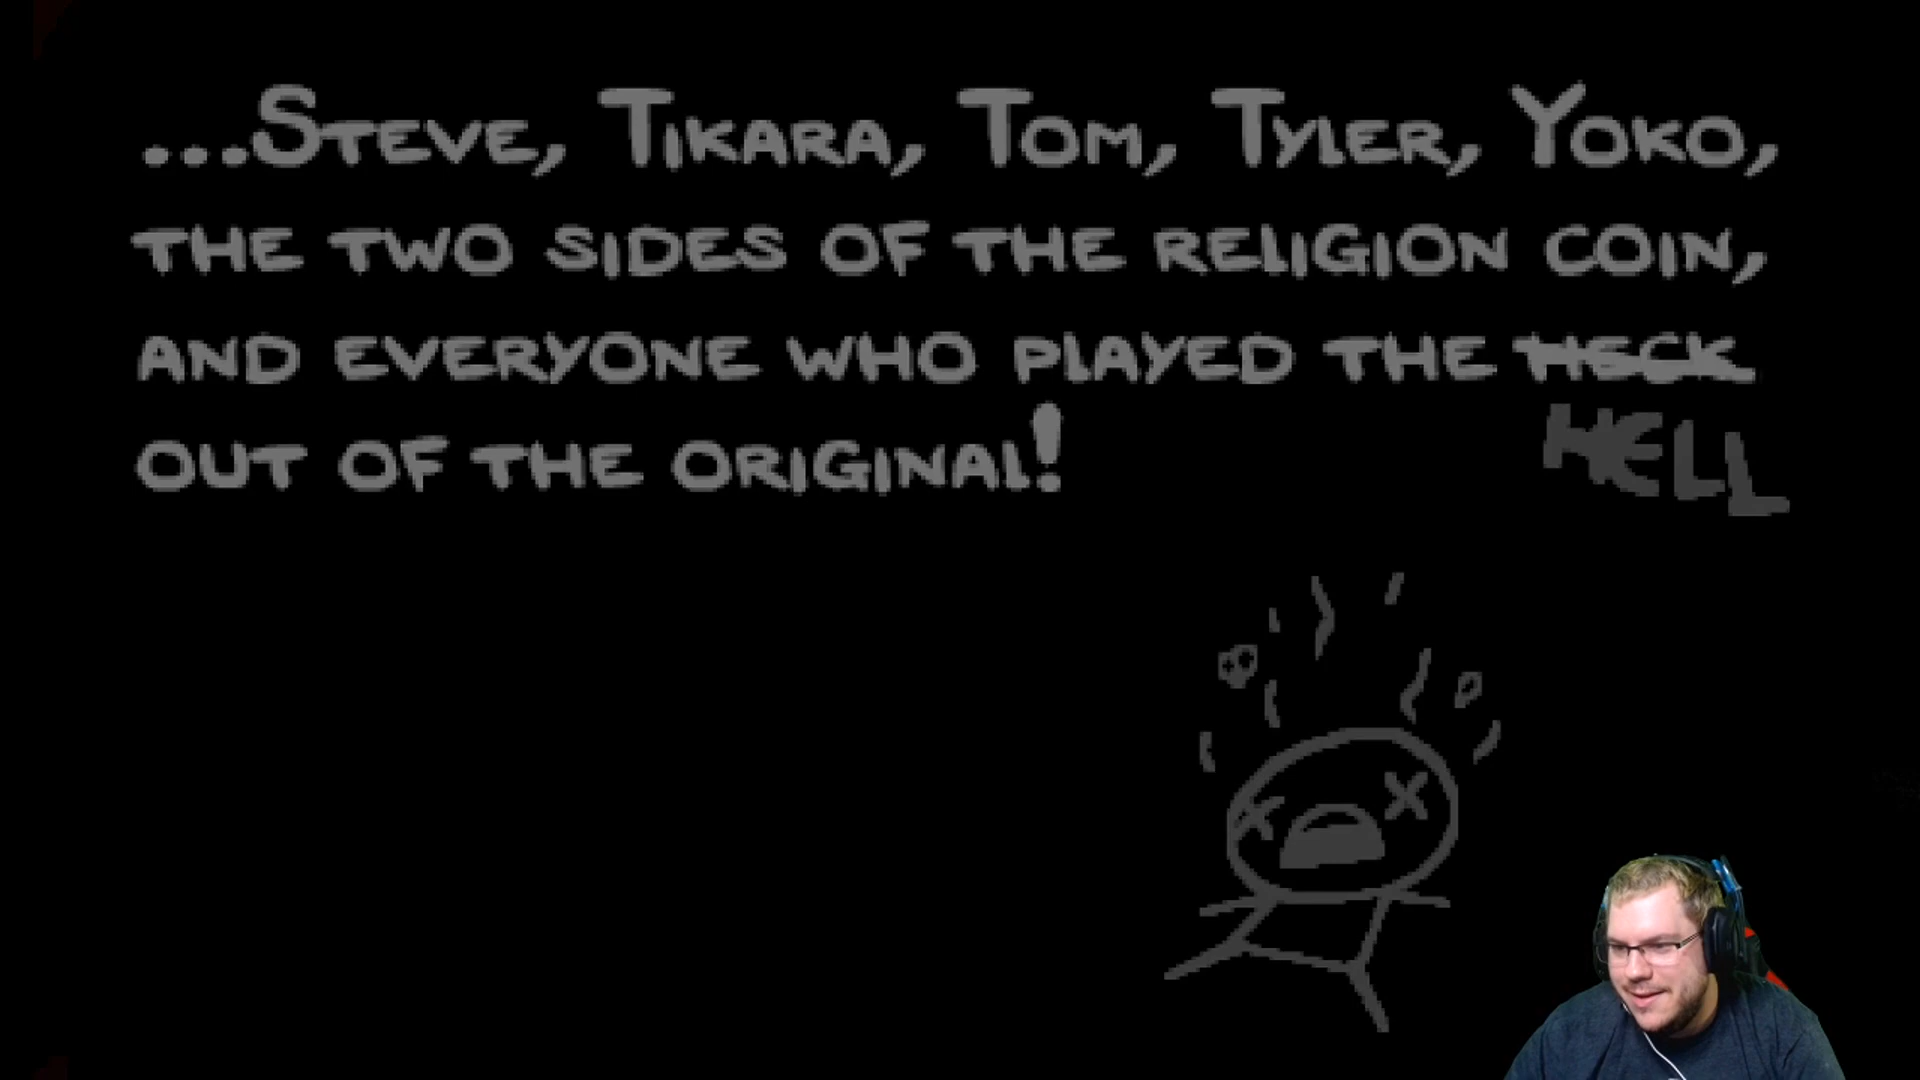 ...Steve, Tikara, Tom, Tyler, Yoko,
the two sides of the religion coin,
and everyone who played the heck
HELL
out of the original!